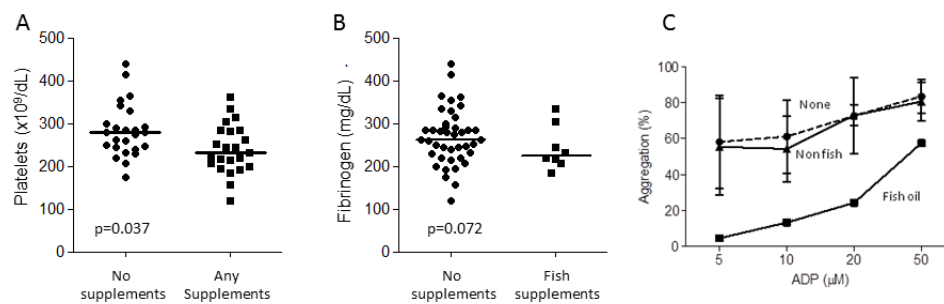 A
Platelets (x10⁹/dL)
500
400
300
200
100
0
p=0.037
No
supplements
Any
Supplements
B
Fibrinogen (mg/dL)
500
400
300
200
100
0
p=0.072
No
supplements
Fish
supplements
C
Aggregation (%)
100
80
60
40
20
0
None
Nonfish
Fish oil
5
10
20
50
ADP (µM)